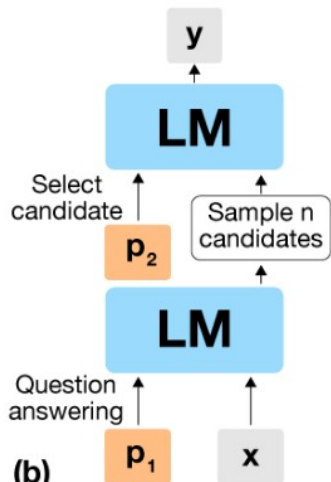 y
LM
Select
candidate
p₂
Sample n
candidates
LM
Question
answering
p₁
x
(b)